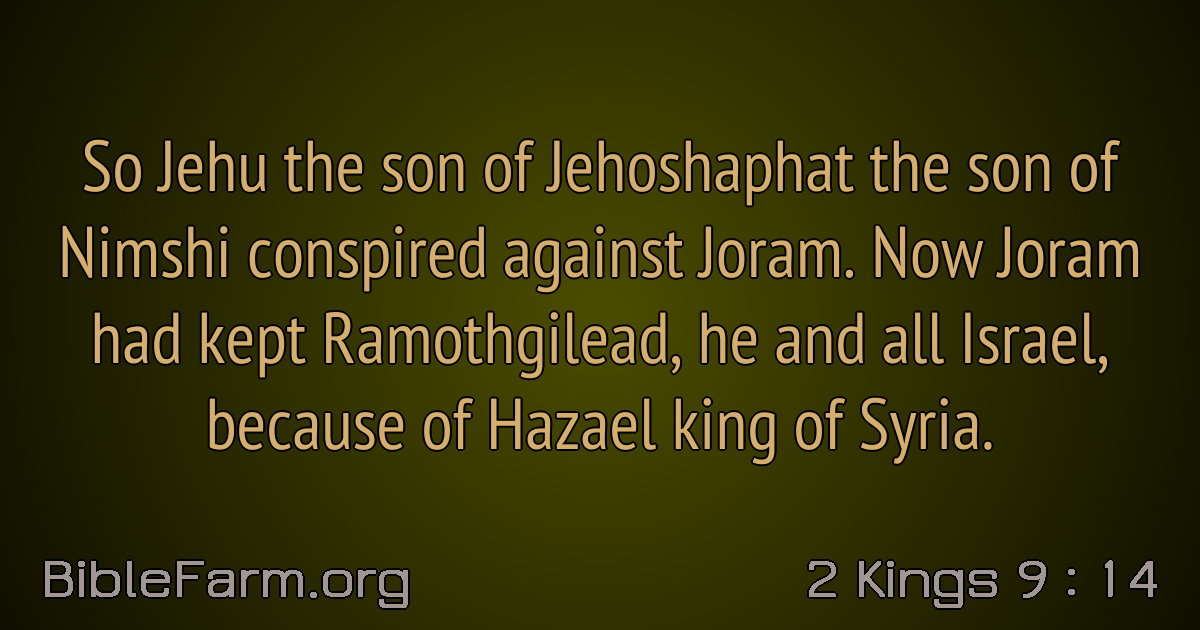 So Jehu the son of Jehoshaphat the son of
Nimshi conspired against Joram. Now Joram
had kept Ramothgilead, he and all Israel,
because of Hazael king of Syria.
BibleFarm.org
2 Kings 9 : 14